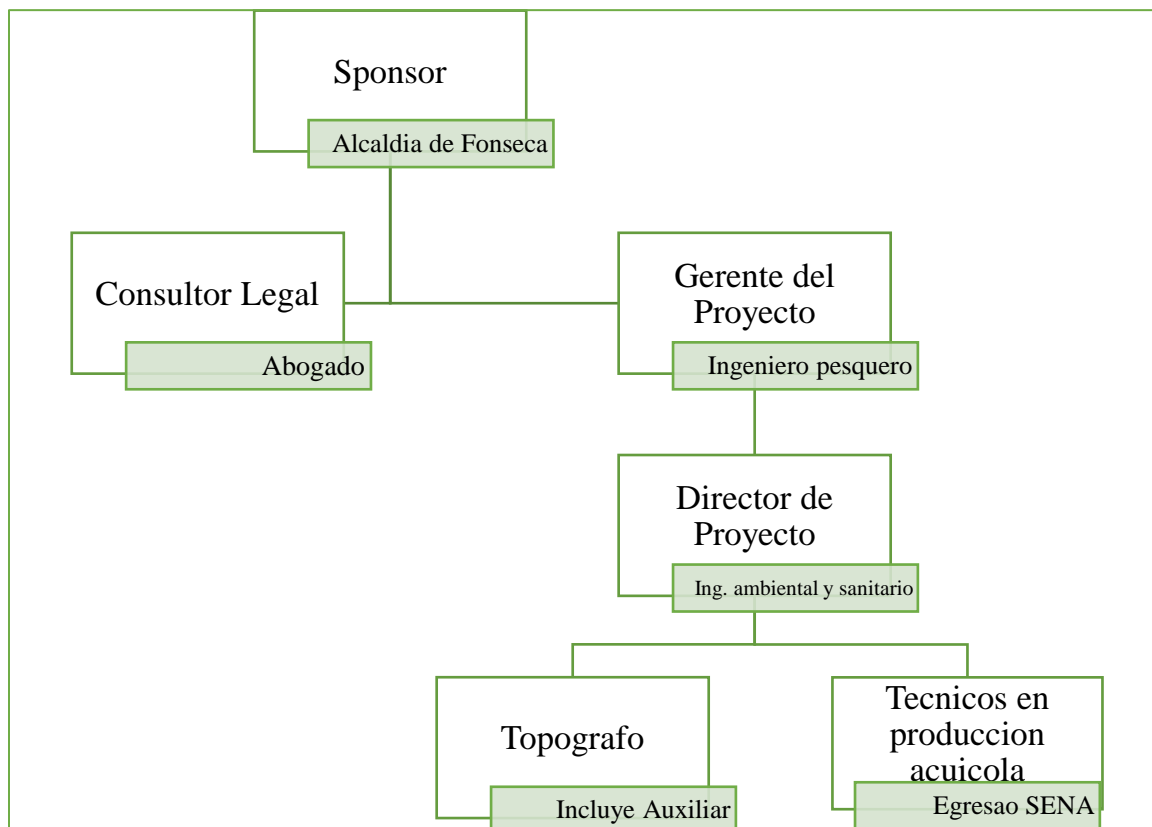 Sponsor
Alcaldia de Fonseca
Consultor Legal
Abogado
Gerente del
Proyecto
Ingeniero pesquero
Director de
Proyecto
Ing. ambiental y sanitario
Topografo
Incluye Auxiliar
Tecnicos en
produccion
acuicola
Egresao SENA